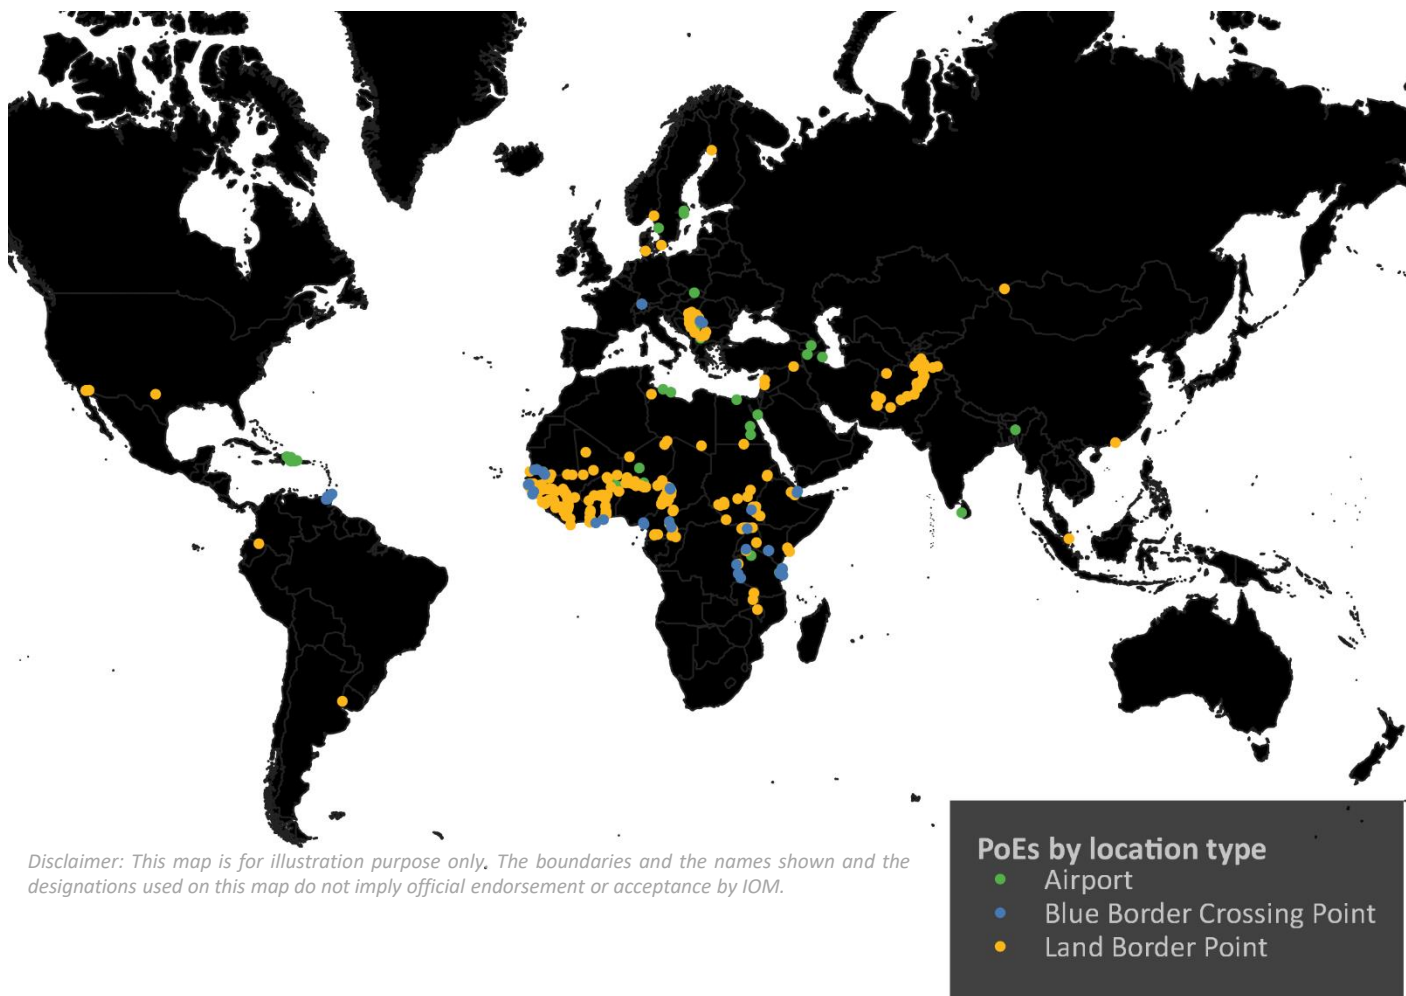 Disclaimer: This map is for illustration purpose only. The boundaries and the names shown and the
designations used on this map do not imply official endorsement or acceptance by IOM.
PoEs by location type
Airport
Blue Border Crossing Point
Land Border Point